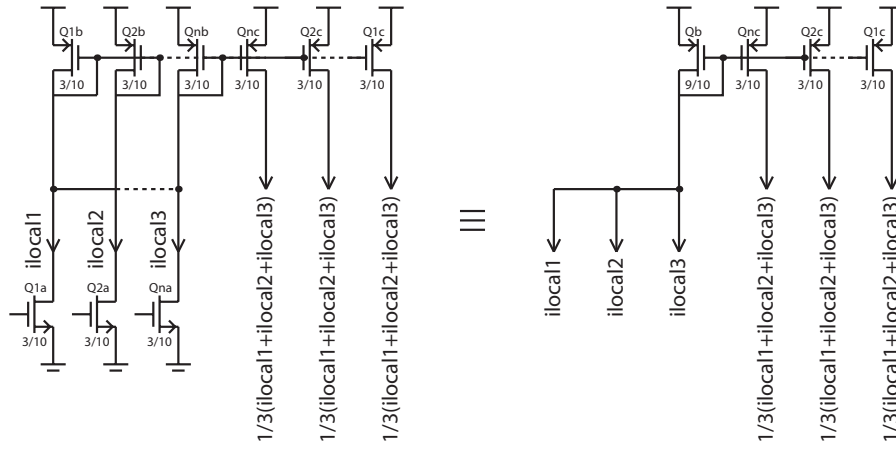 Q1b Q2b Qnb Qnc Q2c Q1c
3/10 3/10 3/10 3/10 3/10 3/10
ilocal1
ilocal2
ilocal3
Q1a Q2a Qna
3/10 3/10 3/10
1/3(ilocal1+ilocal2+ilocal3)
1/3(ilocal1+ilocal2+ilocal3)
1/3(ilocal1+ilocal2+ilocal3)
Qb Qnc Q2c Q1c
9/10 3/10 3/10 3/10
ilocal1
ilocal2
ilocal3
1/3(ilocal1+ilocal2+ilocal3)
1/3(ilocal1+ilocal2+ilocal3)
1/3(ilocal1+ilocal2+ilocal3)